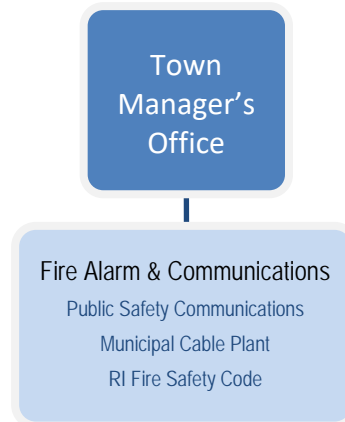 Town
Manager’s
Office
Fire Alarm & Communications
Public Safety Communications
Municipal Cable Plant
RI Fire Safety Code